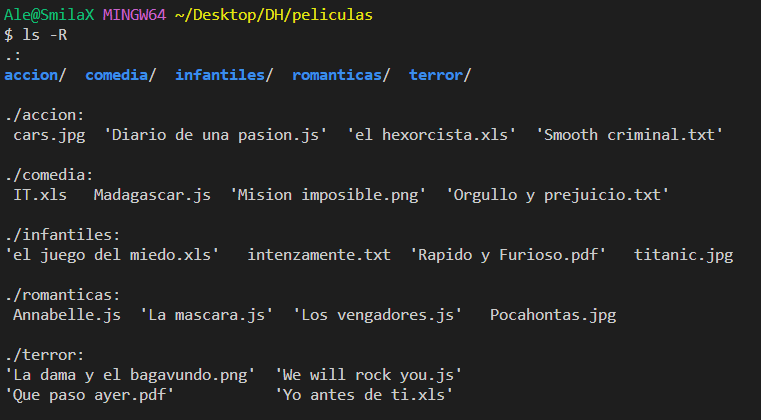 Ale@SmilaX MINGW64 ~/Desktop/DH/peliculas
$ ls -R
.:
accion/  comedia/  infantiles/  romanticas/  terror/

./accion:
 cars.jpg  'Diario de una pasion.js'  'el hexorcista.xls'  'Smooth criminal.txt'

./comedia:
 IT.xls   Madagascar.js  'Mision imposible.png'  'Orgullo y prejuicio.txt'

./infantiles:
'el juego del miedo.xls'   intenzamente.txt  'Rapido y Furioso.pdf'   titanic.jpg

./romanticas:
 Annabelle.js  'La mascara.js'  'Los vengadores.js'   Pocahontas.jpg

./terror:
'La dama y el bagavundo.png'  'We will rock you.js'
'Que paso ayer.pdf'           'Yo antes de ti.xls'